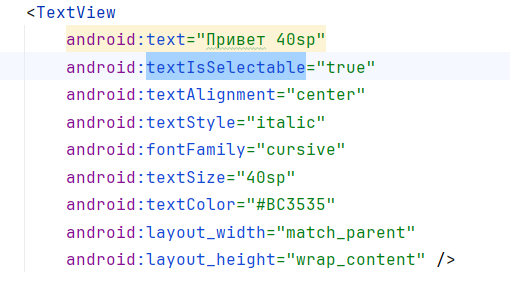 <TextView
android:text="Привет 40sp"
android:textIsSelectable="true"
android:textAlignment="center"
android:textStyle="italic"
android:fontFamily="cursive"
android:textSize="40sp"
android:textColor="#BC3535"
android:layout_width="match_parent"
android:layout_height="wrap_content" />